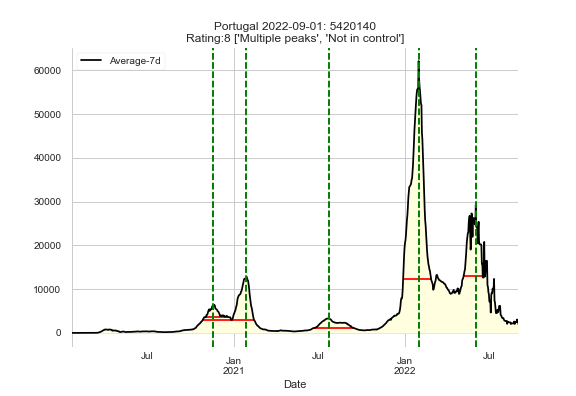 Portugal 2022-09-01: 5420140
Rating:8 ['Multiple peaks', 'Not in control']
Average-7d
60000
50000
40000
30000
20000
10000
0
Jul
Jan
2021
Jul
Jan
2022
Jul
Date